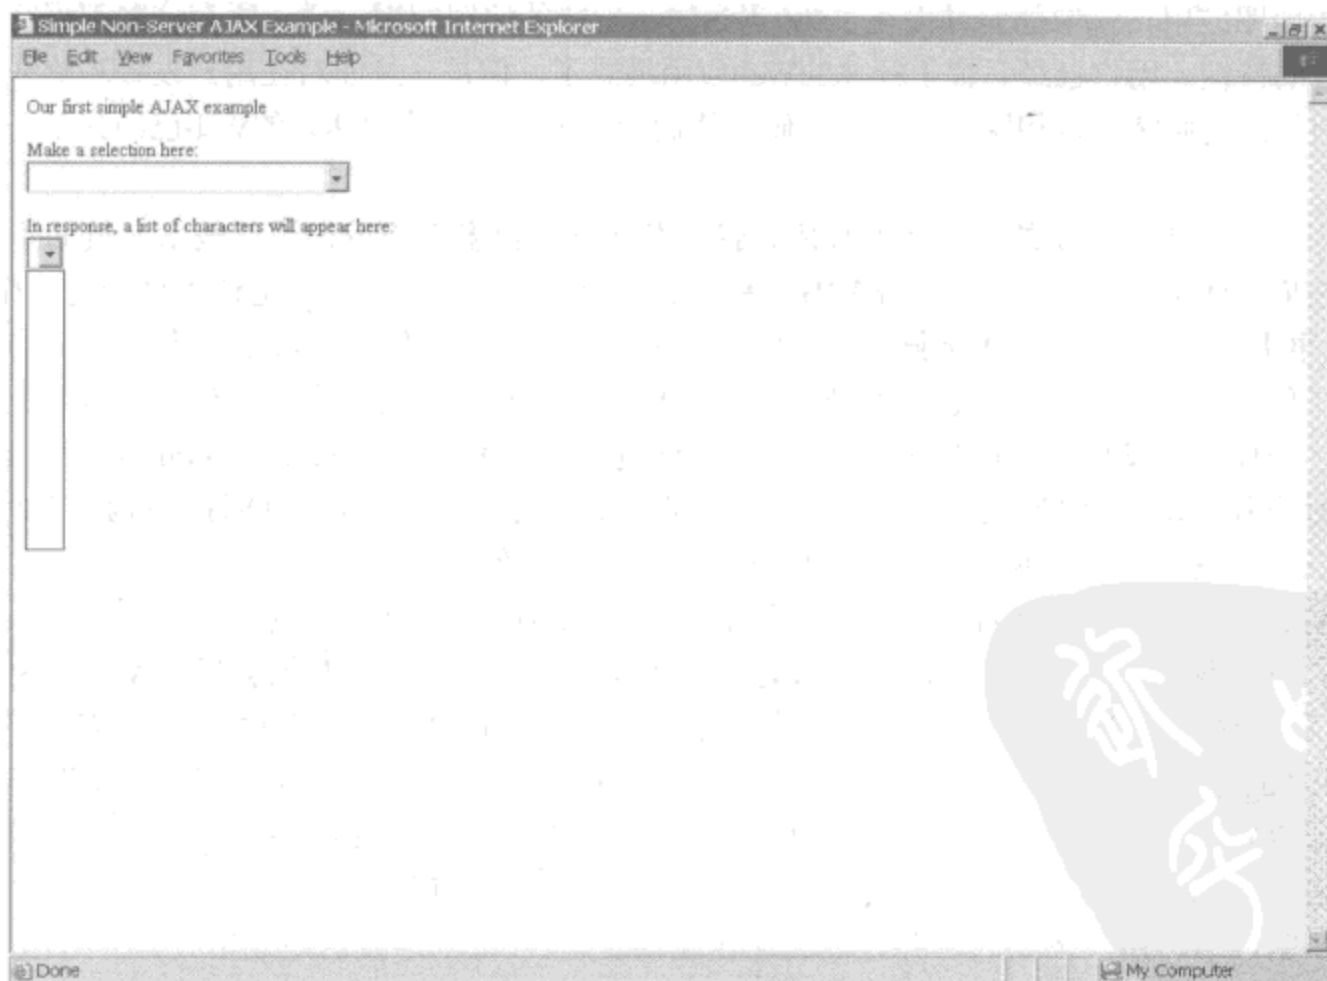 Simple Non-Server AJAX Example - Microsoft Internet Explorer
File Edit View Favorites Tools Help
Our first simple AJAX example
Make a selection here:
In response, a list of characters will appear here:
Done
My Computer